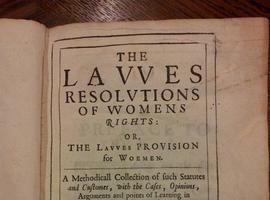 THE
LAVVES
RESOLVTIONS
OF WOMENS
RIGHTS:
OR,
THE LAVVES PROVISION
for WOEMEN.
A Methodicall Collection of such Statutes
and Customes, with the Cases, Opinions,
Arguments and points of Learning in